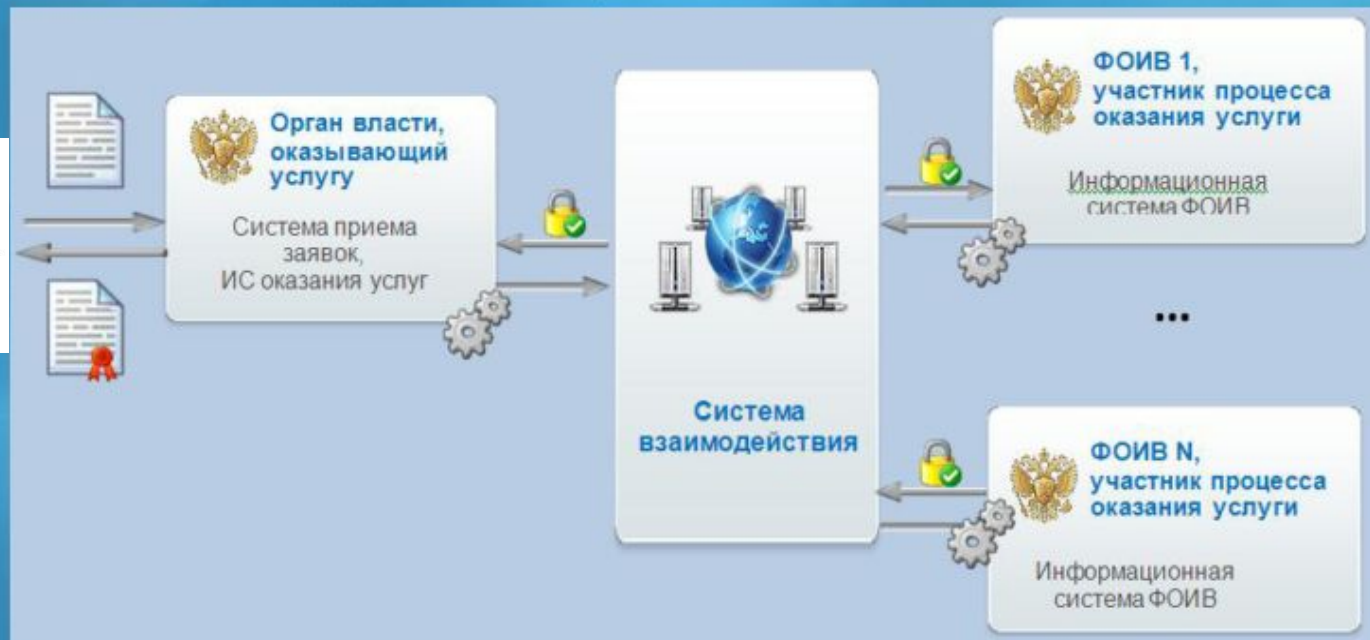 Орган власти,
оказывающий
услугу
Система приема
заявок,
ИС оказания услуг
Система
взаимодействия
ФОИВ 1,
участник процесса
оказания услуги
Информационная
система ФОИВ
...
ФОИВ N,
участник процесса
оказания услуги
Информационная
система ФОИВ